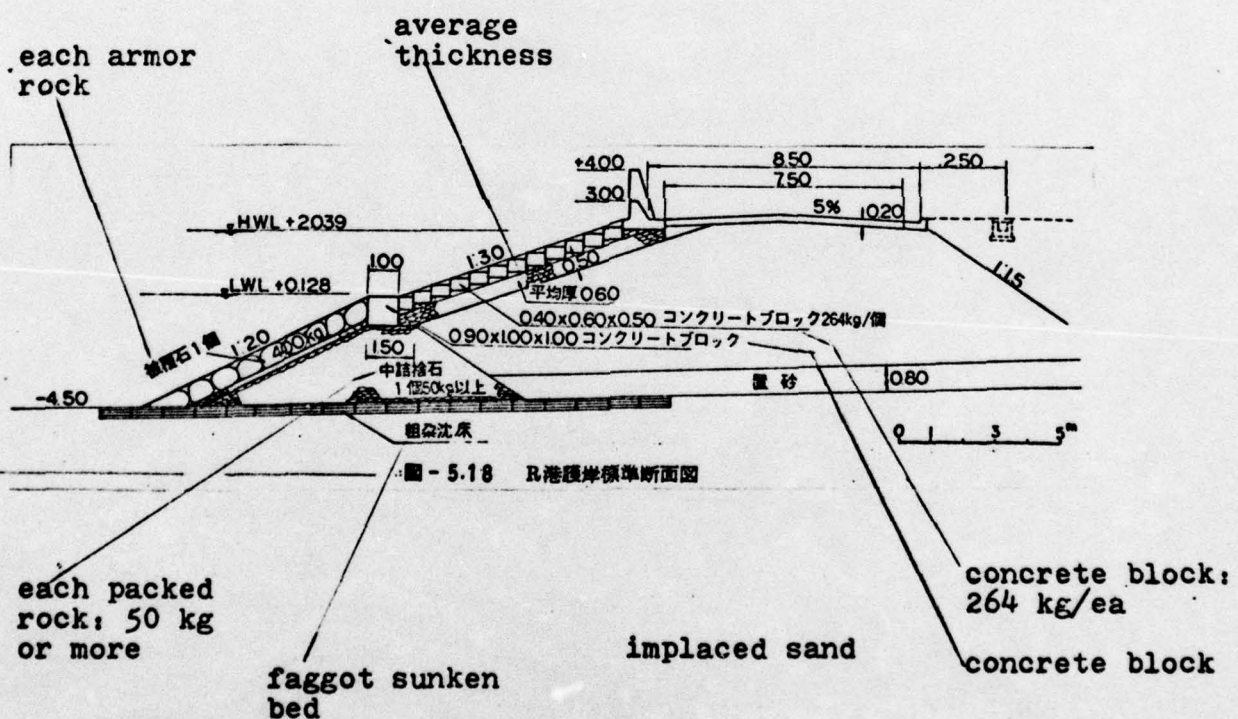 average
thickness
each armor
rock
+4.00
8.50
2.50
7.50
3.00
5%
0.20
HWL +2.039
1.00
1:3.0
0.50
1:1.5
LWL +0.128
平均厚 0.60
0.40×0.60×0.50 コンクリートブロック 264kg/個
0.90×1.00×1.00 コンクリートブロック
被覆石1個
1:2.0
400kg
1.50
中詰捨石
1個50kg以上
置砂
0.80
-4.50
粗朶沈床
0 3 5m
図-5.18 R港護岸標準断面図
each packed
rock: 50 kg
or more
concrete block:
264 kg/ea
implaced sand
concrete block
faggot sunken
bed